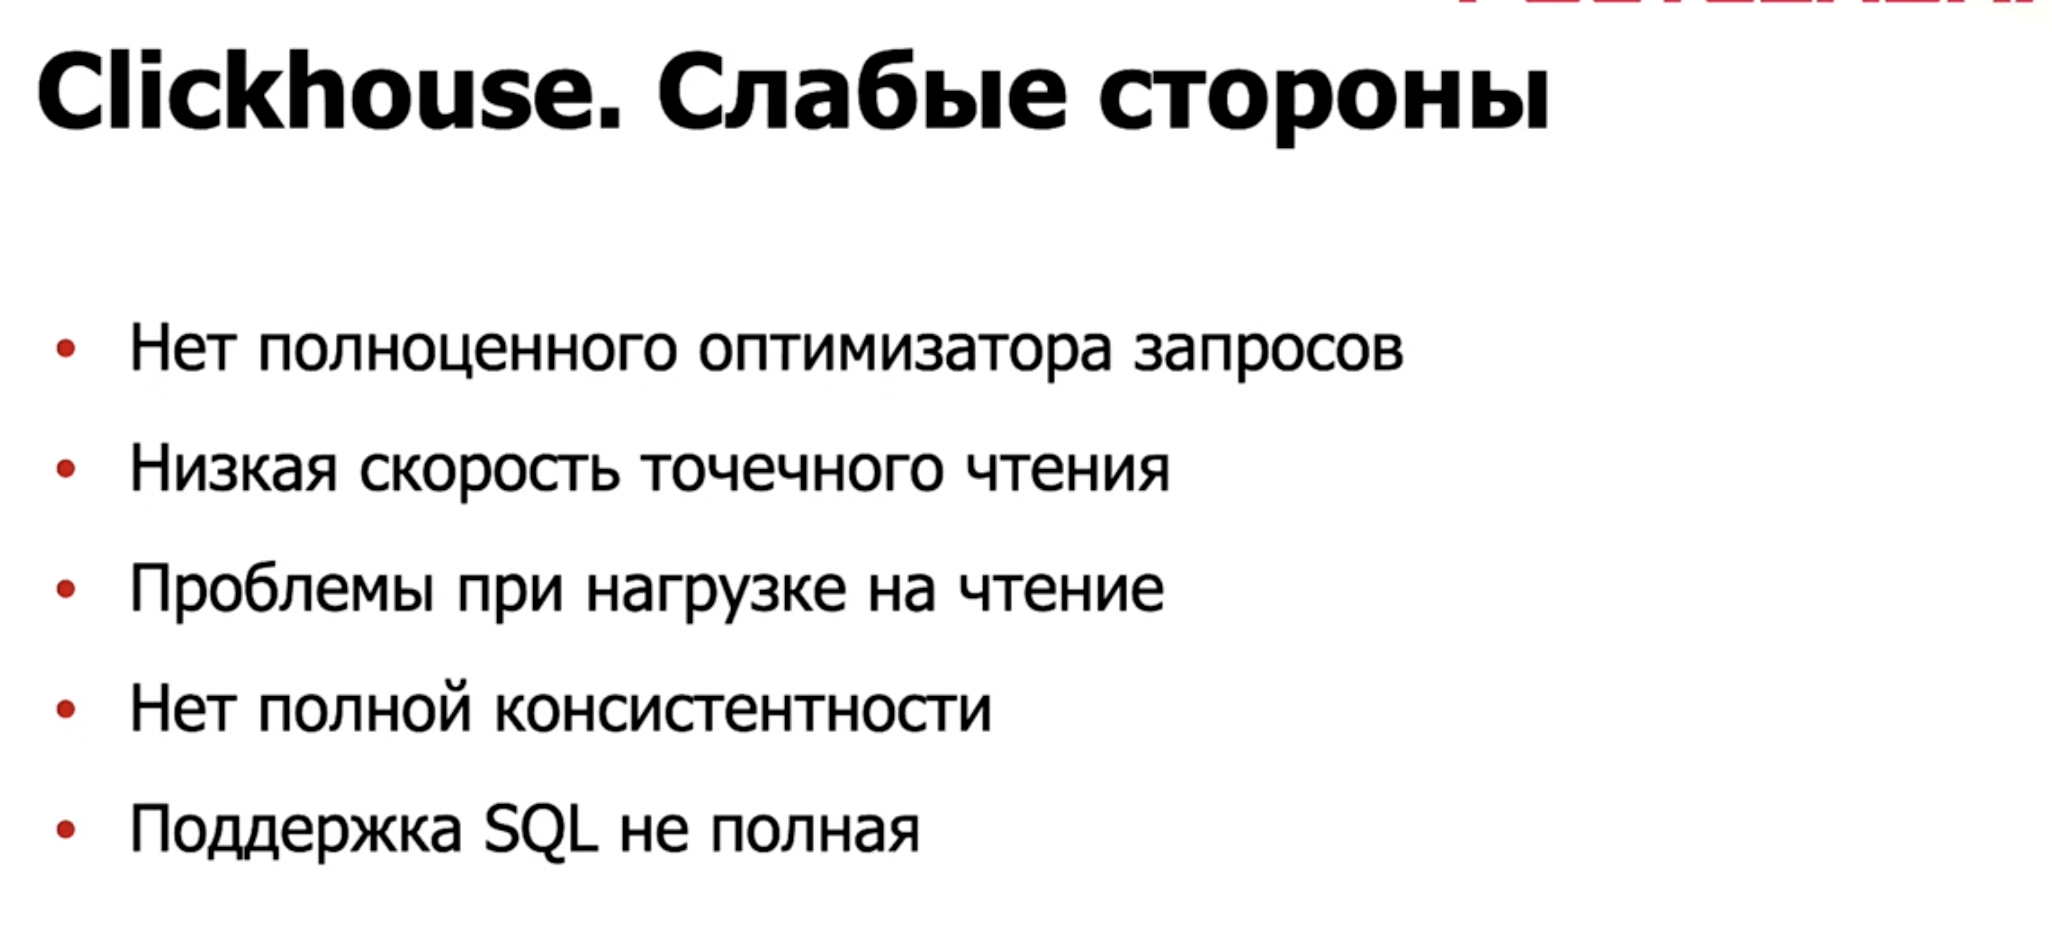 Clickhouse. Слабые стороны
Нет полноценного оптимизатора запросов
Низкая скорость точечного чтения
Проблемы при нагрузке на чтение
Нет полной консистентности
Поддержка SQL не полная